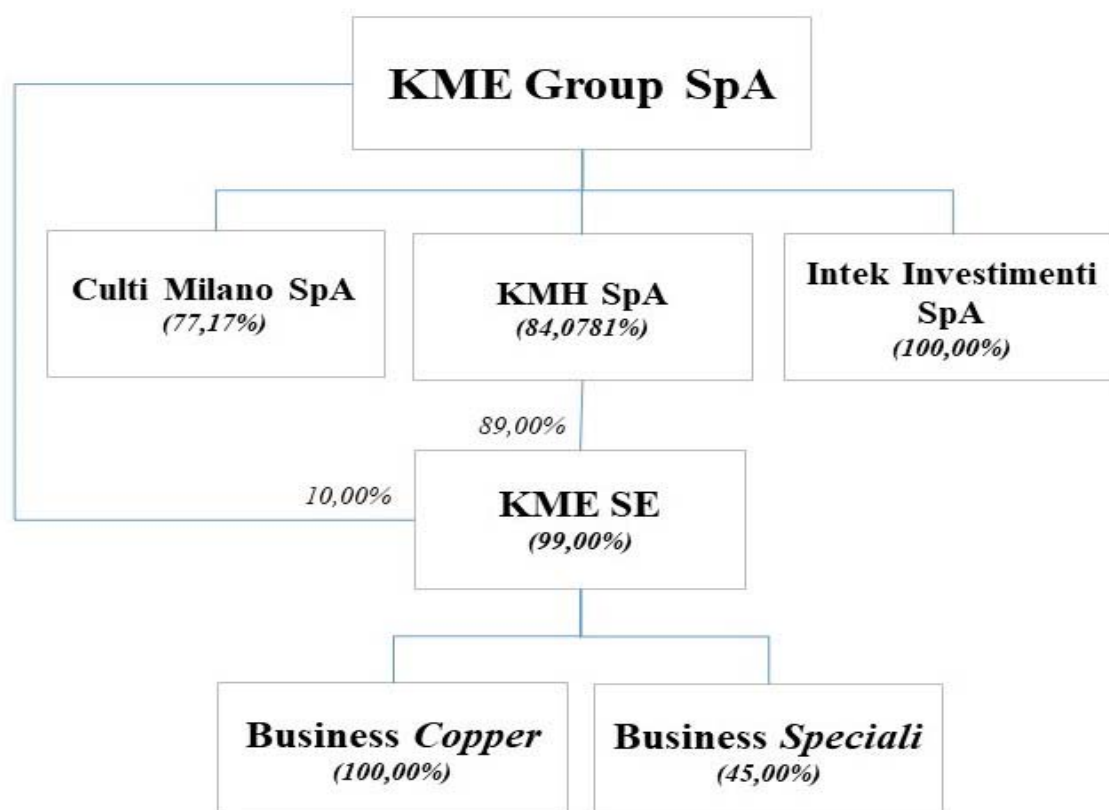 KME Group SpA
Culti Milano SpA
(77,17%)
KMH SpA
(84,0781%)
Intek Investimenti
SpA
(100,00%)
89,00%
10,00%
KME SE
(99,00%)
Business Copper
(100,00%)
Business Speciali
(45,00%)